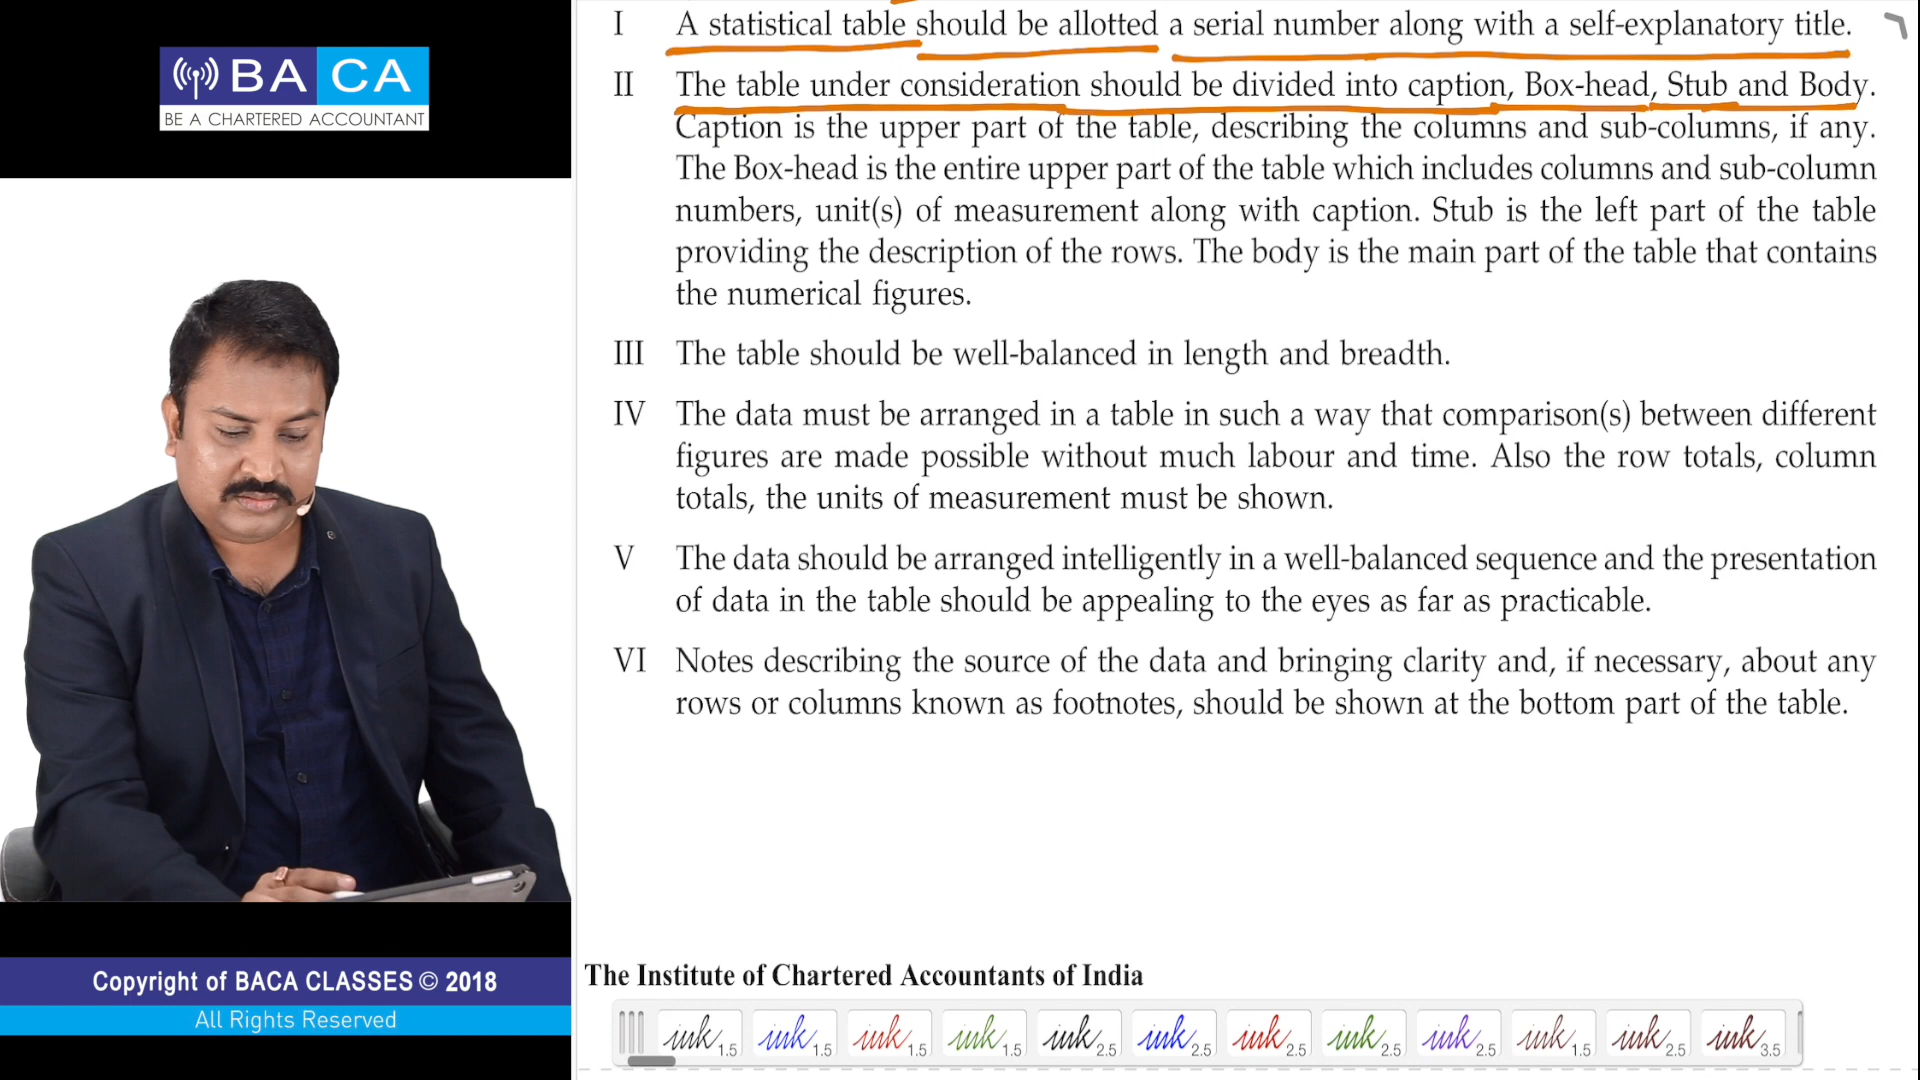 BA CA
BE A CHARTERED ACCOUNTANT
I A statistical table should be allotted a serial number along with a self-explanatory title.
II The table under consideration should be divided into caption, Box-head, Stub and Body.
Caption is the upper part of the table, describing the columns and sub-columns, if any.
The Box-head is the entire upper part of the table which includes columns and sub-column
numbers, unit(s) of measurement along with caption. Stub is the left part of the table
providing the description of the rows. The body is the main part of the table that contains
the numerical figures.
III The table should be well-balanced in length and breadth.
IV The data must be arranged in a table in such a way that comparison(s) between different
figures are made possible without much labour and time. Also the row totals, column
totals, the units of measurement must be shown.
V The data should be arranged intelligently in a well-balanced sequence and the presentation
of data in the table should be appealing to the eyes as far as practicable.
VI Notes describing the source of the data and bringing clarity and, if necessary, about any
rows or columns known as footnotes, should be shown at the bottom part of the table.
Copyright of BACA CLASSES © 2018
All Rights Reserved
The Institute of Chartered Accountants of India
ink 1.5 ink 1.5 ink 1.5 ink 1.5 ink 2.5 ink 2.5 ink 2.5 ink 2.5 ink 2.5 ink 1.5 ink 2.5 ink 3.5